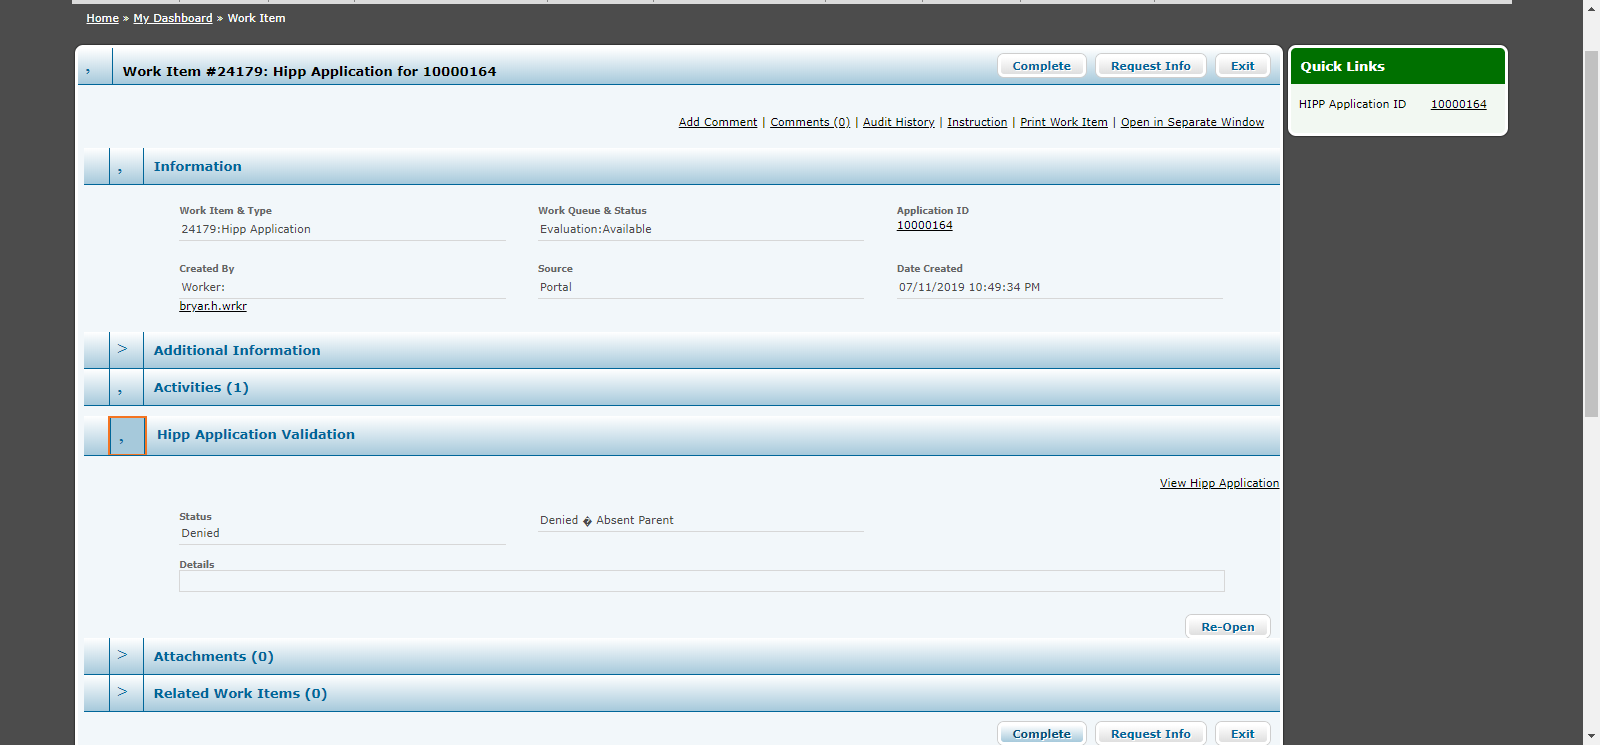 Home » My Dashboard » Work Item
, Work Item #24179: Hipp Application for 10000164 Complete Request Info Exit
Quick Links
HIPP Application ID 10000164
Add Comment | Comments (0) | Audit History | Instruction | Print Work Item | Open in Separate Window
, Information
Work Item & Type Work Queue & Status Application ID
24179:Hipp Application Evaluation:Available 10000164
Created By Source Date Created
Worker: Portal 07/11/2019 10:49:34 PM
bryar.h.wrkr
> Additional Information
, Activities (1)
, Hipp Application Validation
View Hipp Application
Status
Denied Denied � Absent Parent
Details
Re-Open
> Attachments (0)
> Related Work Items (0)
Complete Request Info Exit